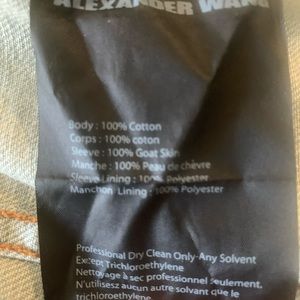 ALEXANDER WANG
Body : 100% Cotton
Corps : 100% coton
Sleeve : 100% Goat Skin
Manche : 100% Peau de chèvre
Sleeve Lining : 100% Polyester
Manchon Lining : 100% Polyester
Professional Dry Clean Only-Any Solvent
Except Trichloroethylene
Nettoyage à sec professionnel seulement.
N'utilisez aucun autre solvant que le
trichloroéthylène